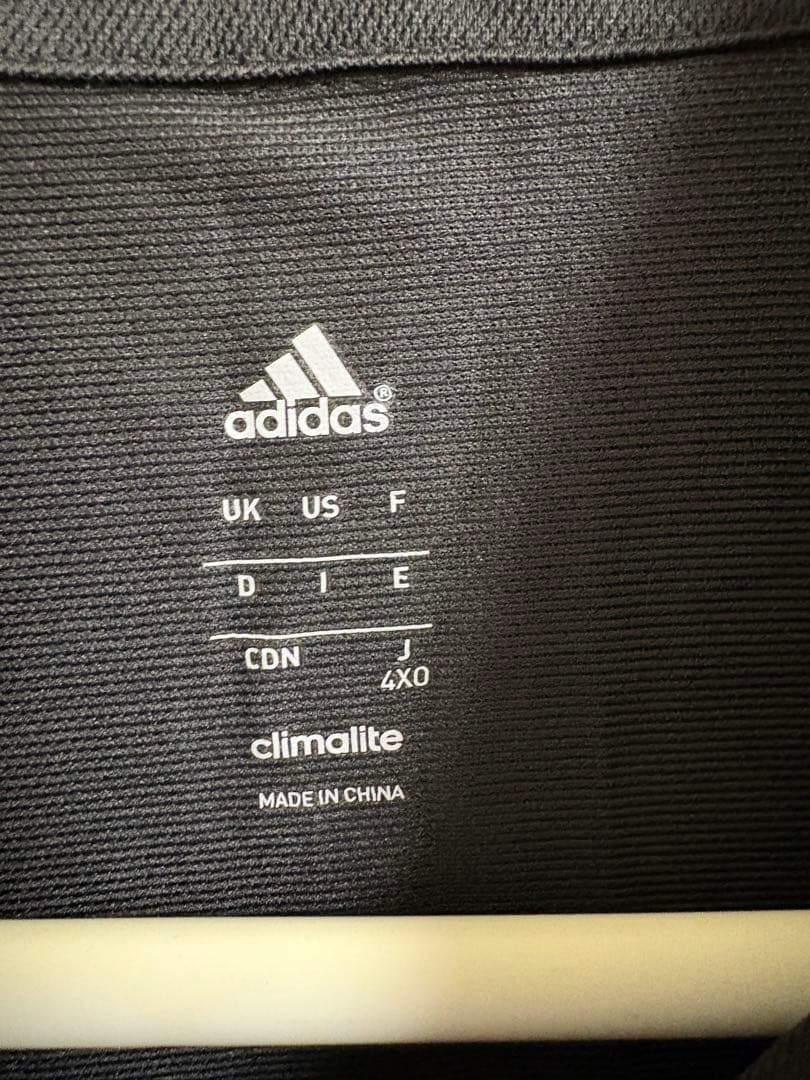 adidas®
UK US F
D I E
CDN J
4XO
climalite
MADE IN CHINA